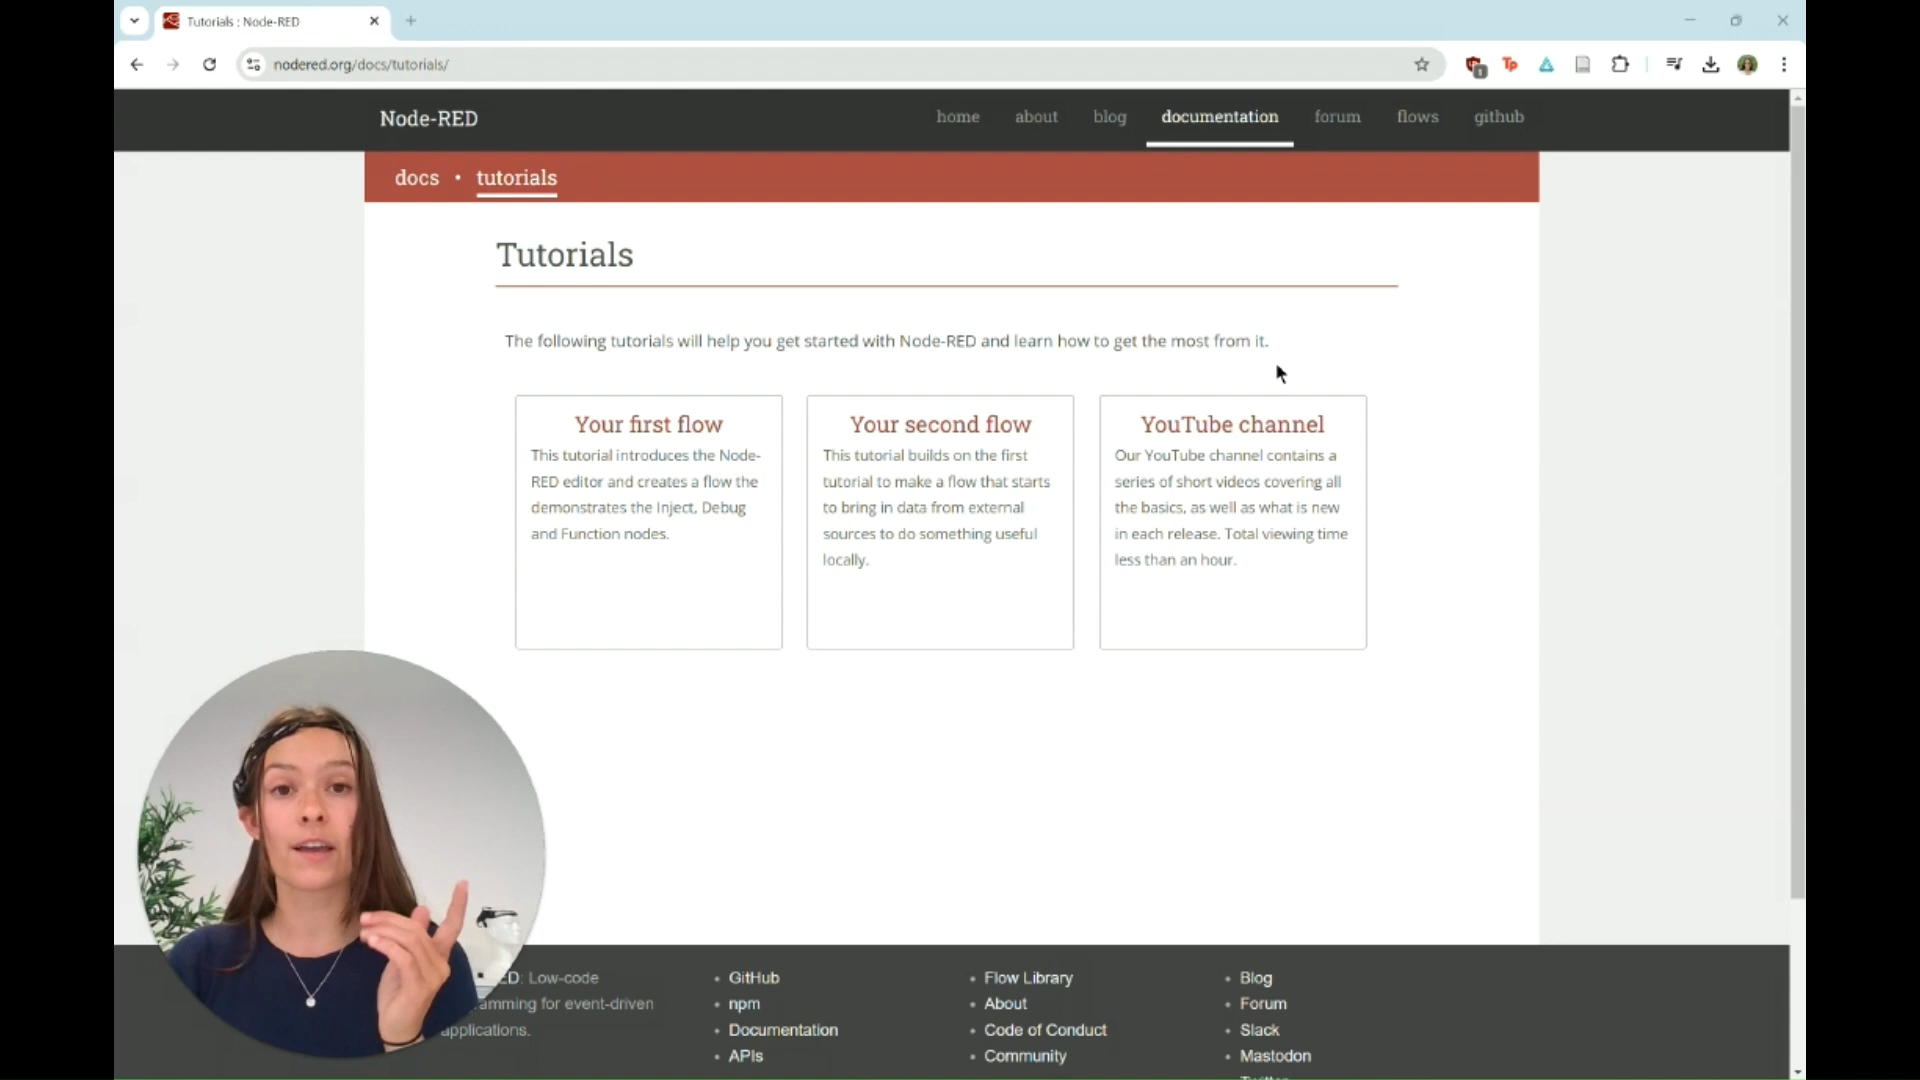 Tutorials : Node-RED
nodered.org/docs/tutorials/
Node-RED
home about blog documentation forum flows github
docs • tutorials
Tutorials
The following tutorials will help you get started with Node-RED and learn how to get the most from it.
Your first flow
This tutorial introduces the Node-
RED editor and creates a flow the
demonstrates the Inject, Debug
and Function nodes.
Your second flow
This tutorial builds on the first
tutorial to make a flow that starts
to bring in data from external
sources to do something useful
locally.
YouTube channel
Our YouTube channel contains a
series of short videos covering all
the basics, as well as what is new
in each release. Total viewing time
less than an hour.
ED: Low-code
amming for event-driven
applications.
• GitHub
• npm
• Documentation
• APIs
• Flow Library
• About
• Code of Conduct
• Community
• Blog
• Forum
• Slack
• Mastodon